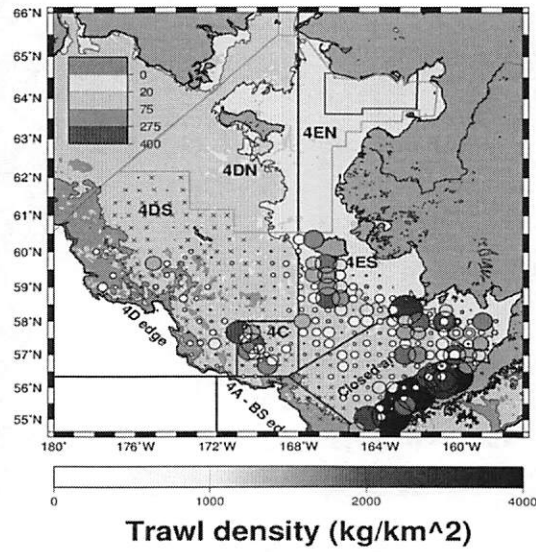 66°N
65°N
64°N
63°N
62°N
61°N
60°N
59°N
58°N
57°N
56°N
55°N
0
20
75
275
400
4EN
4DN
4DS
4ES
4C
4D edge
4A - BS ed
Closed a
180°
176°W
172°W
168°W
164°W
160°W
0
1000
2000
4000
Trawl density (kg/km^2)